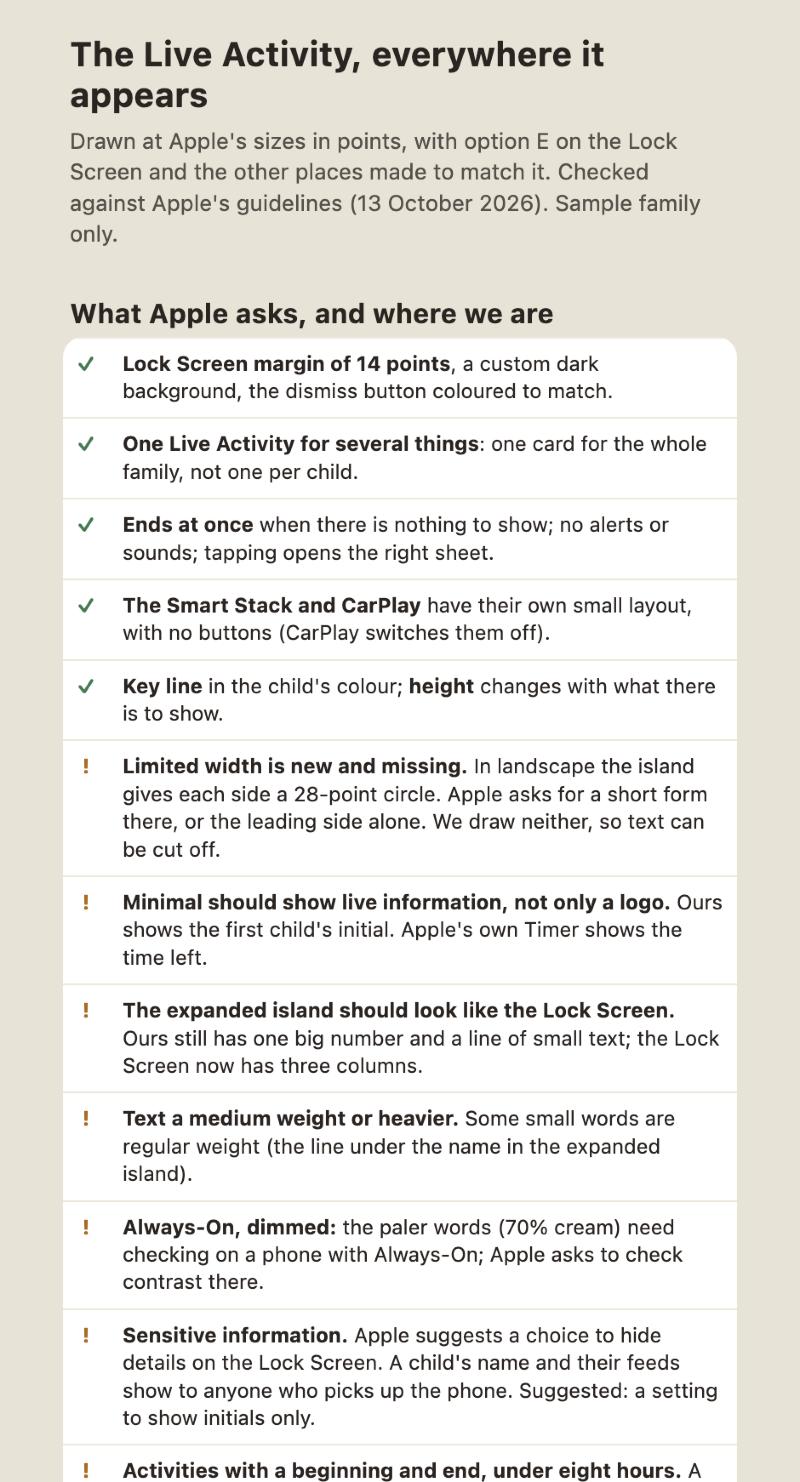 The Live Activity, everywhere it
appears
Drawn at Apple's sizes in points, with option E on the Lock
Screen and the other places made to match it. Checked
against Apple's guidelines (13 October 2026). Sample family
only.
What Apple asks, and where we are
✓ Lock Screen margin of 14 points, a custom dark
background, the dismiss button coloured to match.
✓ One Live Activity for several things: one card for the whole
family, not one per child.
✓ Ends at once when there is nothing to show; no alerts or
sounds; tapping opens the right sheet.
✓ The Smart Stack and CarPlay have their own small layout,
with no buttons (CarPlay switches them off).
✓ Key line in the child's colour; height changes with what there
is to show.
! Limited width is new and missing. In landscape the island
gives each side a 28-point circle. Apple asks for a short form
there, or the leading side alone. We draw neither, so text can
be cut off.
! Minimal should show live information, not only a logo. Ours
shows the first child's initial. Apple's own Timer shows the
time left.
! The expanded island should look like the Lock Screen.
Ours still has one big number and a line of small text; the Lock
Screen now has three columns.
! Text a medium weight or heavier. Some small words are
regular weight (the line under the name in the expanded
island).
! Always-On, dimmed: the paler words (70% cream) need
checking on a phone with Always-On; Apple asks to check
contrast there.
! Sensitive information. Apple suggests a choice to hide
details on the Lock Screen. A child's name and their feeds
show to anyone who picks up the phone. Suggested: a setting
to show initials only.
! Activities with a beginning and end, under eight hours. A